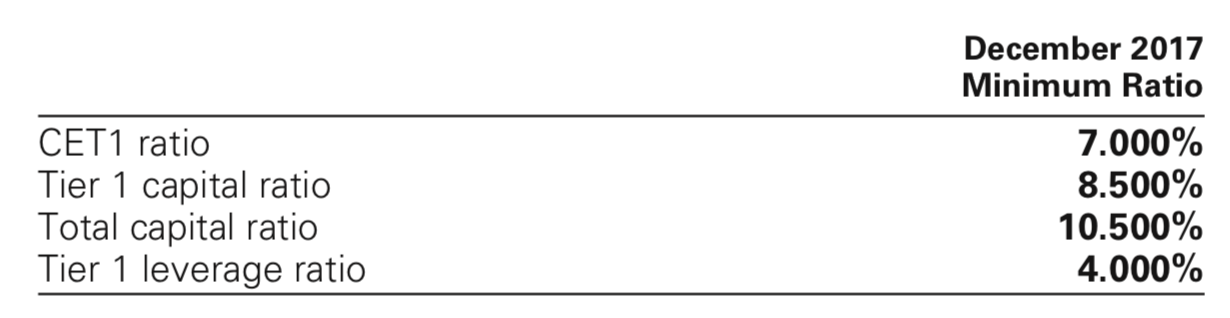 December 2017
Minimum Ratio
CET1 ratio 7.000%
Tier 1 capital ratio 8.500%
Total capital ratio 10.500%
Tier 1 leverage ratio 4.000%